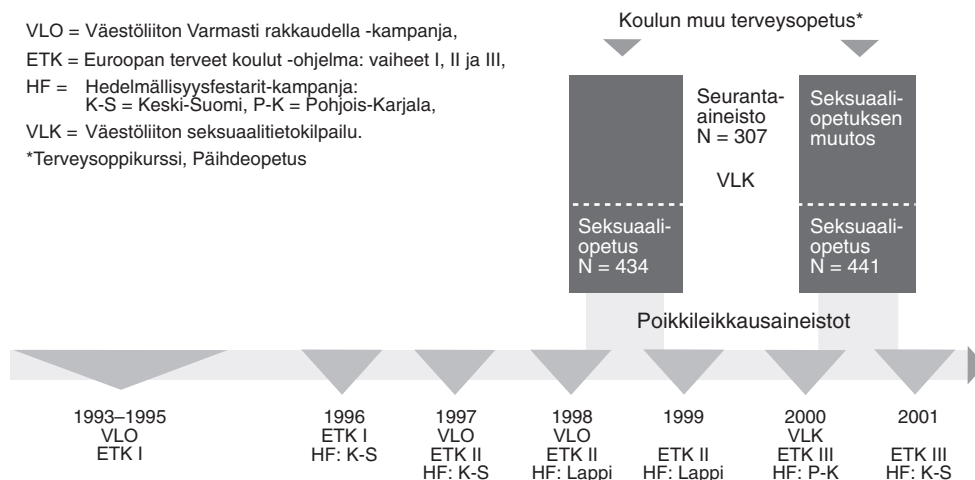 VLO = Väestöliiton Varmasti rakkaudella -kampanja,
ETK = Euroopan terveet koulut -ohjelma: vaiheet I, II ja III,
HF = Hedelmällisyysfestarit-kampanja:
K-S = Keski-Suomi, P-K = Pohjois-Karjala,
VLK = Väestöliiton seksuaalitietokilpailu.
*Terveysoppikurssi, Päihdeopetus
Koulun muu terveysopetus*
Seuranta-
aineisto
N = 307
VLK
Seksuaali-
opetuksen
muutos
Seksuaali-
opetus
N = 434
Seksuaali-
opetus
N = 441
Poikkileikkausaineistot
1993–1995
VLO
ETK I
1996
ETK I
HF: K-S
1997
VLO
ETK II
HF: K-S
1998
VLO
ETK II
HF: Lappi
1999
ETK II
HF: Lappi
2000
VLK
ETK III
HF: P-K
2001
ETK III
HF: K-S